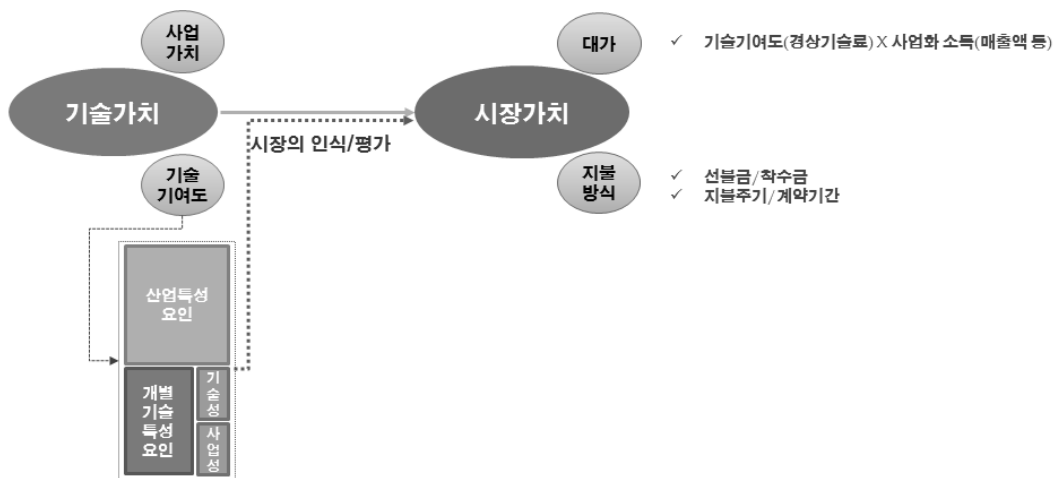 사업
가치
기술가치
기술
기여도
산업특성
요인
개별
기술
특성
요인
기
술
성
사
업
성
시장의 인식/평가
대가
✓ 기술기여도(경상기술료) X 사업화 소득(매출액 등)
시장가치
지불
방식
✓ 선불금/착수금
✓ 지불주기/계약기간